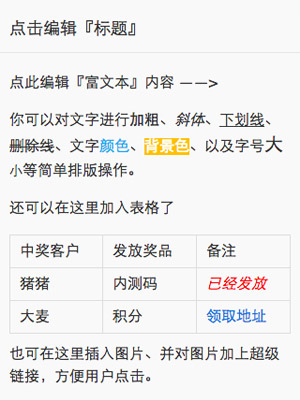 点击编辑『标题』
点此编辑『富文本』内容 ——>
你可以对文字进行加粗、斜体、下划线、
删除线、文字颜色、背景色、以及字号大
小等简单排版操作。
还可以在这里加入表格了
中奖客户 发放奖品 备注
猪猪 内测码 已经发放
大麦 积分 领取地址
也可在这里插入图片、并对图片加上超级
链接，方便用户点击。